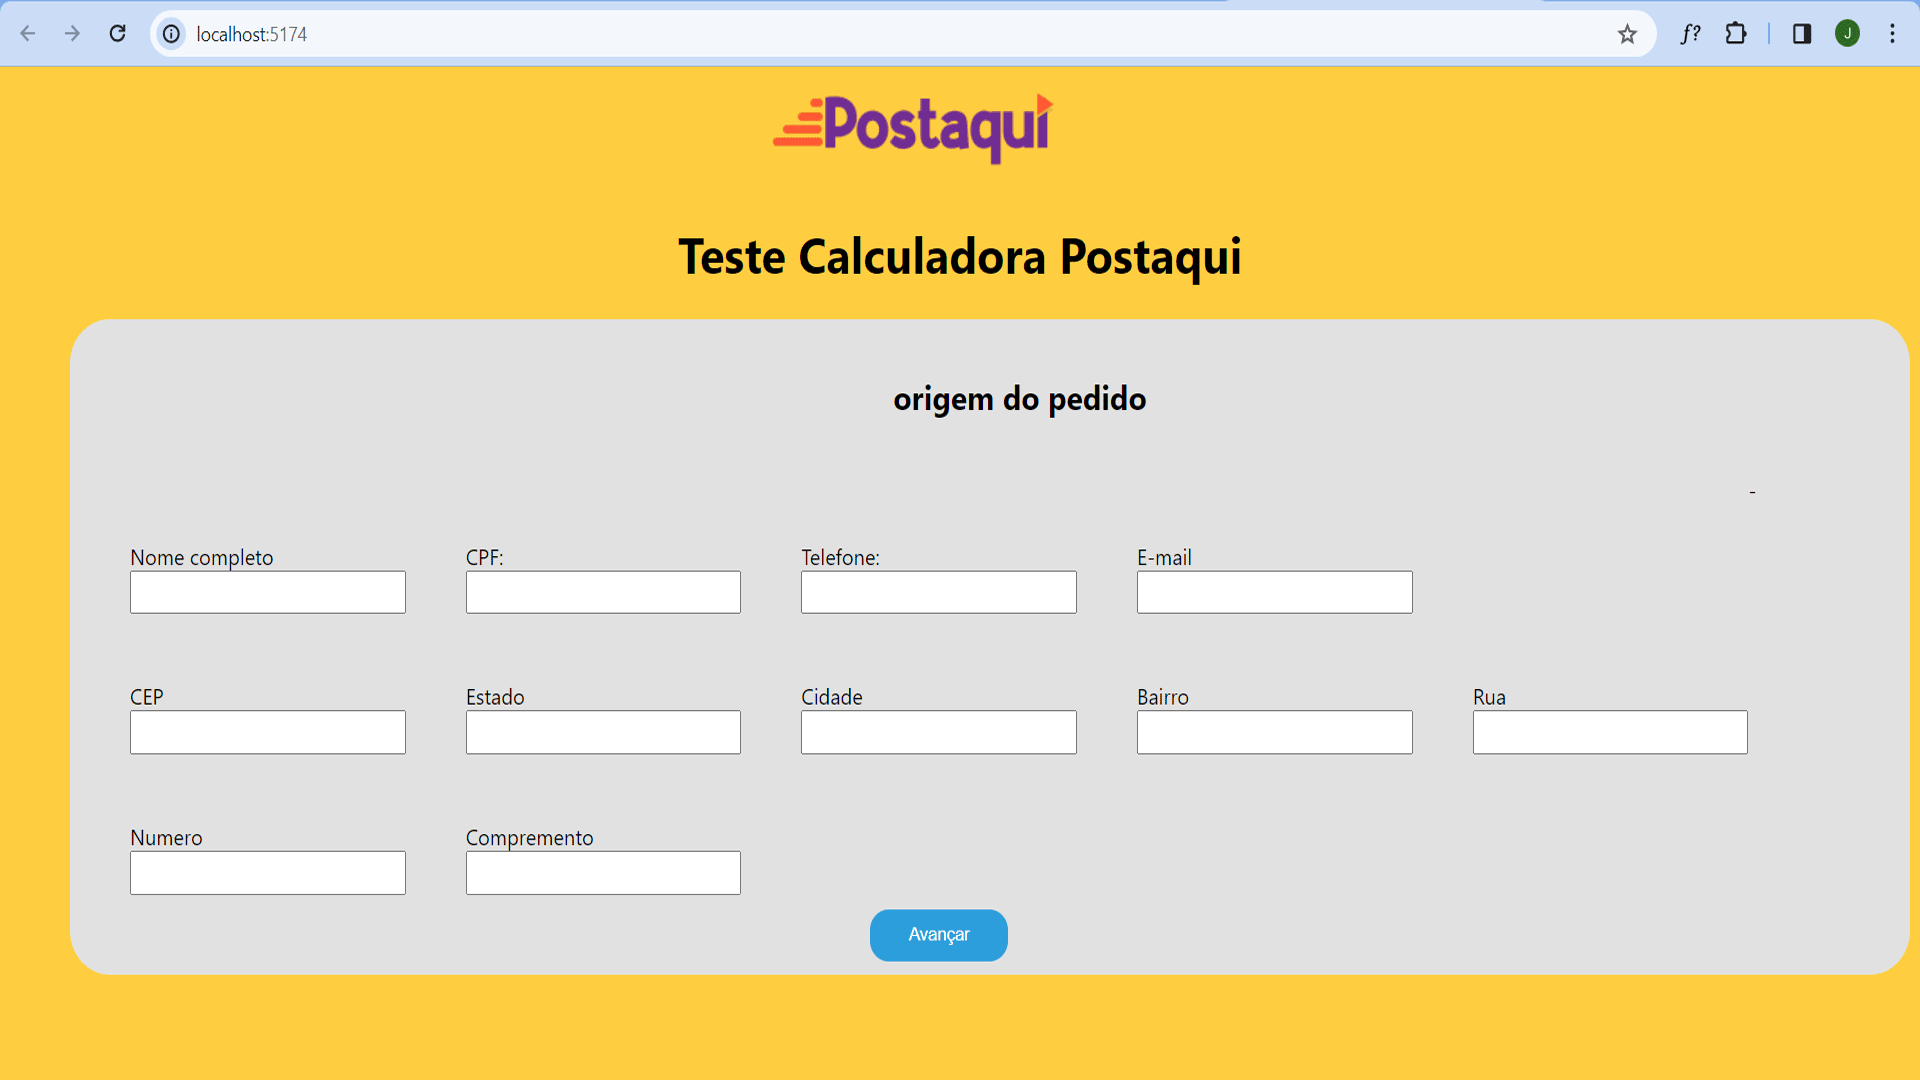 localhost:5174
f?
J
Postaqui
Teste Calculadora Postaqui
origem do pedido
-
Nome completo CPF: Telefone: E-mail
CEP Estado Cidade Bairro Rua
Numero Compremento
Avançar